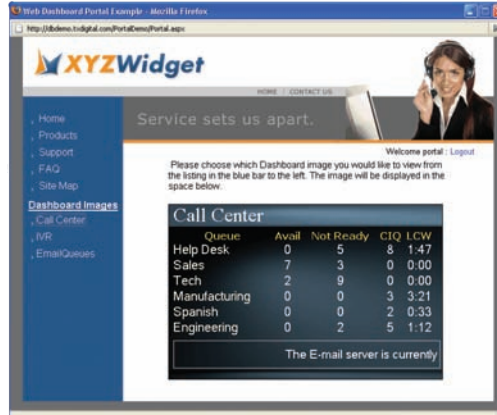 Web Dashboard Portal Example - Mozilla Firefox
http://dbdemo.txdigital.com/PortalDemo/Portal.aspx
XYZWidget
HOME | CONTACT US
Service sets us apart.
Home
Products
Support
FAQ
Site Map
Dashboard Images
Call Center
IVR
EmailQueues
Welcome portal : Logout
Please choose which Dashboard image you would like to view from
the listing in the blue bar to the left. The image will be displayed in the
space below.
Call Center
Queue Avail Not Ready CIQ LCW
Help Desk 0 5 8 1:47
Sales 7 3 0 0:00
Tech 2 9 0 0:00
Manufacturing 0 0 3 3:21
Spanish 0 0 2 0:33
Engineering 0 2 5 1:12
The E-mail server is currently